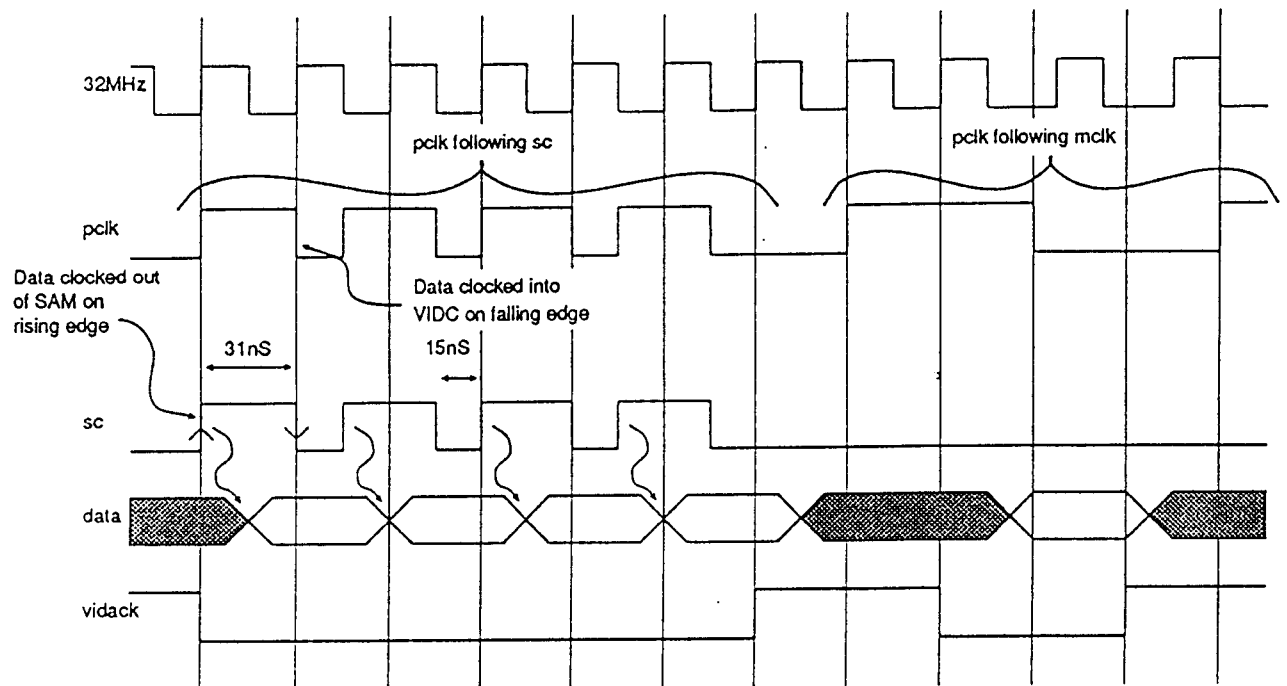 32MHz
pclk following sc
pclk following mclk
pclk
Data clocked out
of SAM on
rising edge
Data clocked into
VIDC on falling edge
31nS
15nS
sc
data
vidack